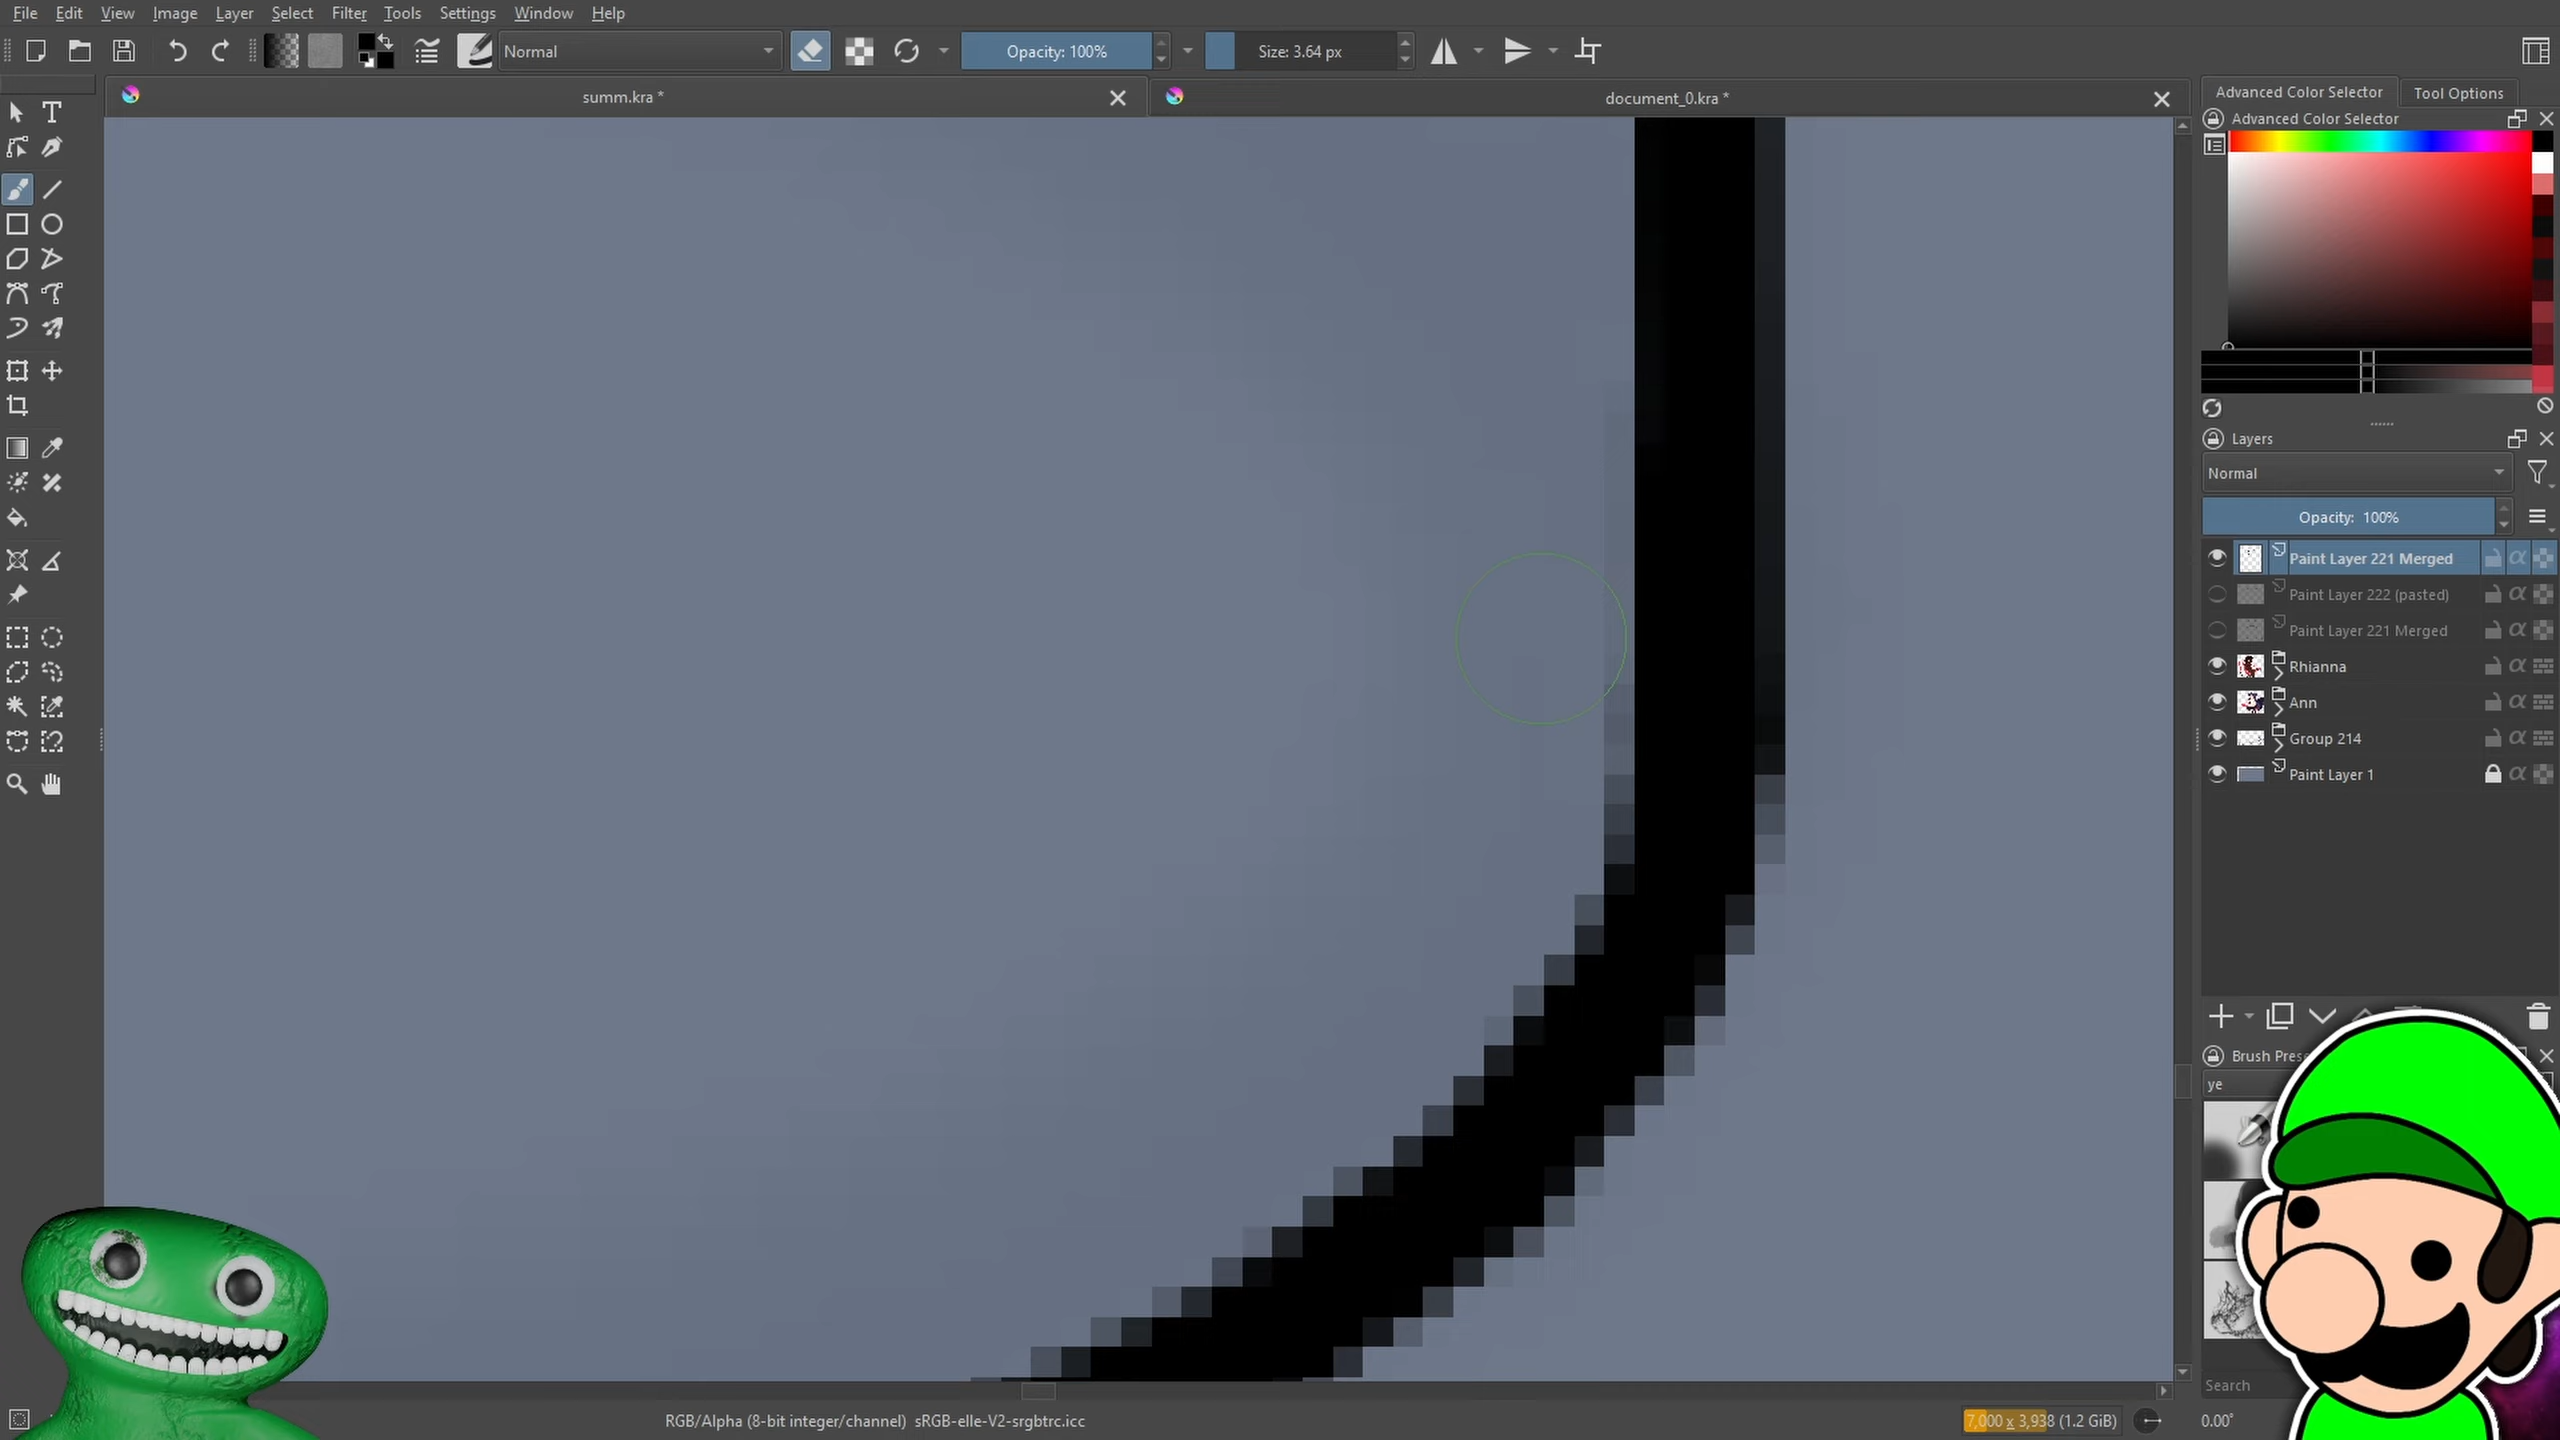 File Edit View Image Layer Select Filter Tools Settings Window Help
Normal Opacity: 100% Size: 3.64 px
summ.kra *
document_0.kra *
Advanced Color Selector Tool Options
Advanced Color Selector
Layers
Normal
Opacity: 100%
Paint Layer 221 Merged
Paint Layer 222 (pasted)
Paint Layer 221 Merged
Rhianna
Ann
Group 214
Paint Layer 1
Brush Prese
ye
Search
RGB/Alpha (8-bit integer/channel) sRGB-elle-V2-srgbtrc.icc
7,000 x 3,938 (1.2 GiB)
0.00°